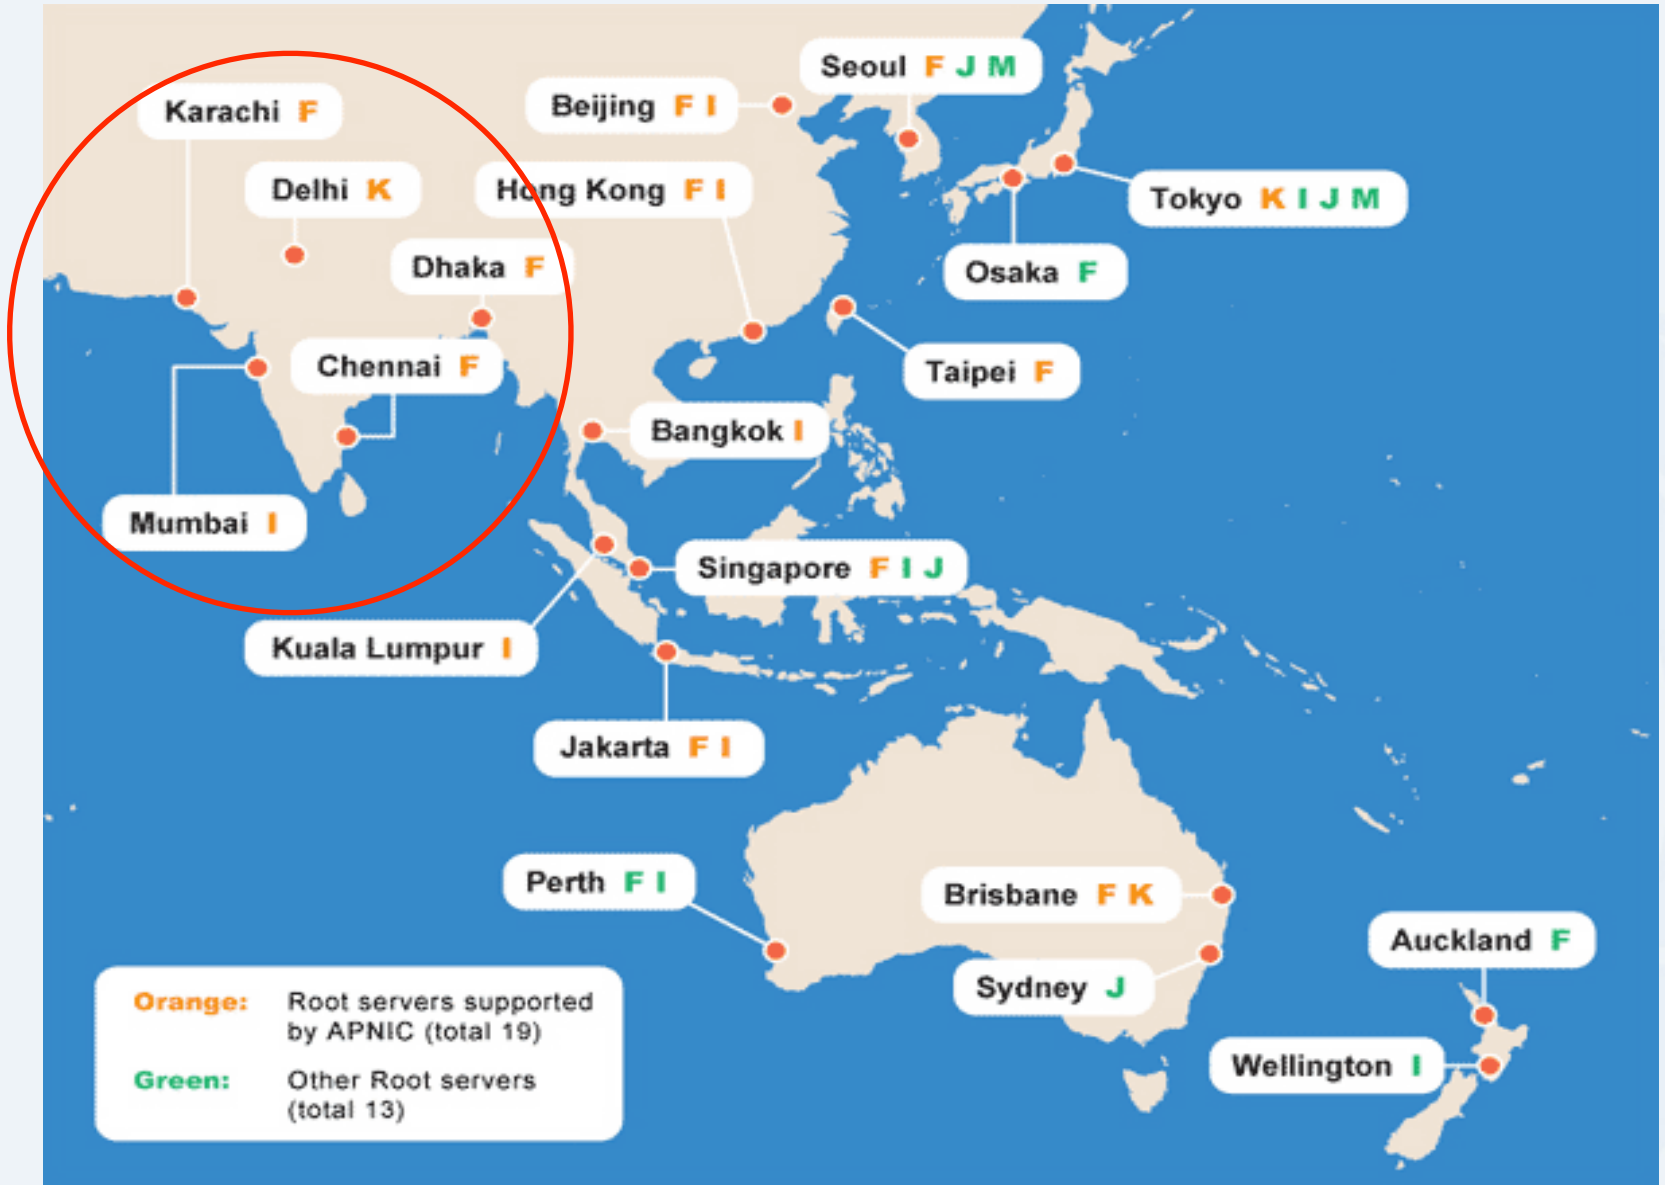 Seoul F J M
Beijing F I
Karachi F
Delhi K
Hong Kong F I
Tokyo K I J M
Dhaka F
Osaka F
Chennai F
Taipei F
Bangkok I
Mumbai I
Singapore F I J
Kuala Lumpur I
Jakarta F I
Perth F I
Brisbane F K
Auckland F
Sydney J
Wellington I
Orange: Root servers supported
by APNIC (total 19)
Green: Other Root servers
(total 13)